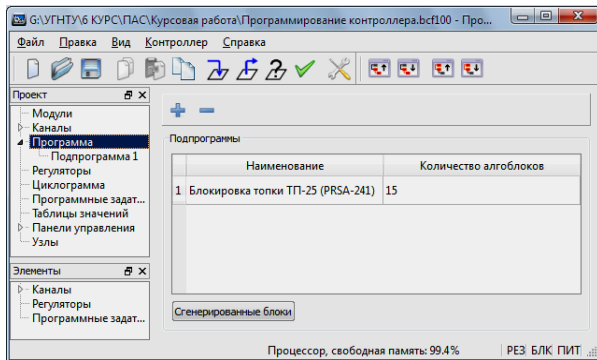 G:\УГНТУ\6 КУРС\ПАС\Курсовая работа\Программирование контроллера.bcf100 - Про...
Файл Правка Вид Контроллер Справка
Проект
Модули
Каналы
Программа
Подпрограмма 1
Регуляторы
Циклограмма
Программные задат...
Таблицы значений
Панели управления
Узлы
Элементы
Каналы
Регуляторы
Программные задат...
Подпрограммы
Наименование Количество алгоблоков
1 Блокировка топки ТП-25 (PRSA-241) 15
Сгенерированные блоки
Процессор, свободная память: 99.4% РЕЗ БЛК ПИТ